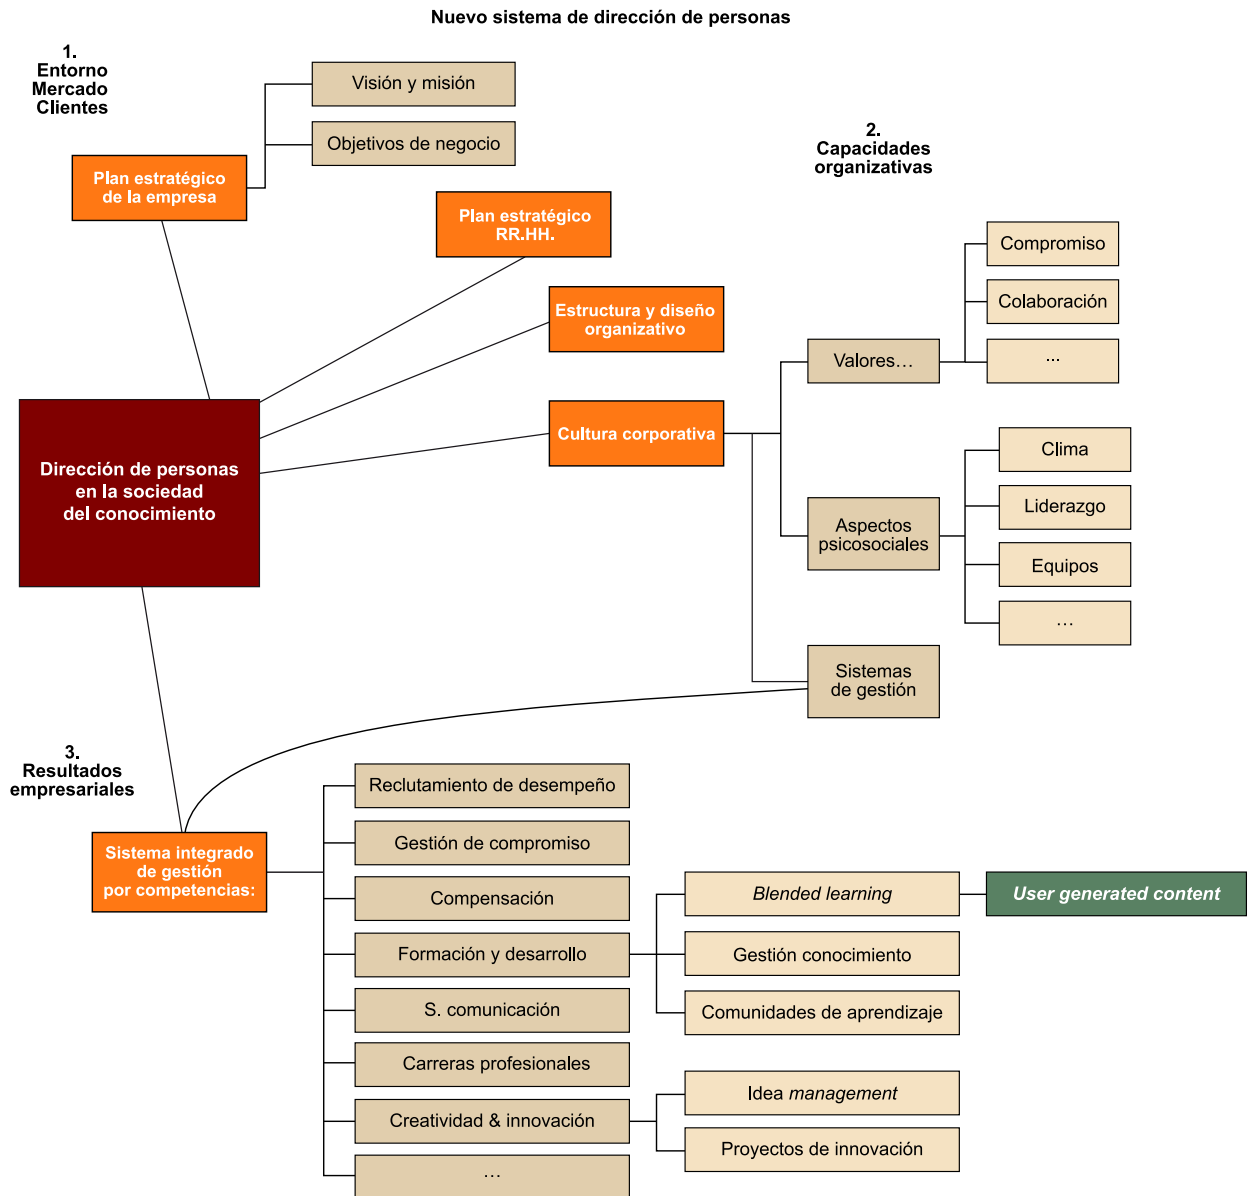 Nuevo sistema de dirección de personas
1.
Entorno
Mercado
Clientes
Visión y misión
Objetivos de negocio
Plan estratégico
de la empresa
2.
Capacidades
organizativas
Plan estratégico
RR.HH.
Estructura y diseño
organizativo
Cultura corporativa
Valores…
Compromiso
Colaboración
...
Aspectos
psicosociales
Clima
Liderazgo
Equipos
…
Sistemas
de gestión
Dirección de personas
en la sociedad
del conocimiento
3.
Resultados
empresariales
Sistema integrado
de gestión
por competencias:
Reclutamiento de desempeño
Gestión de compromiso
Compensación
Formación y desarrollo
S. comunicación
Carreras profesionales
Creatividad & innovación
…
Blended learning
Gestión conocimiento
Comunidades de aprendizaje
User generated content
Idea management
Proyectos de innovación